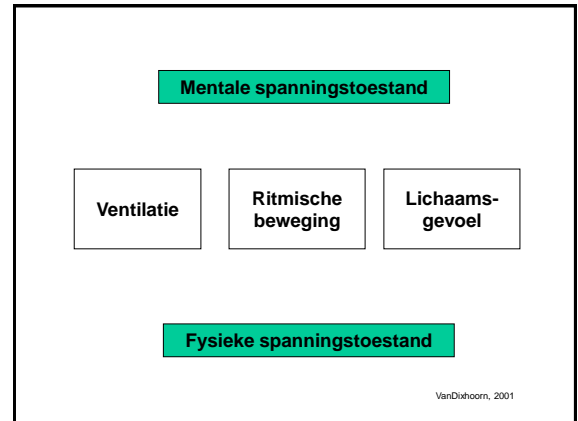 Mentale spanningstoestand
Ventilatie
Ritmische
beweging
Lichaams-
gevoel
Fysieke spanningstoestand
VanDixhoorn, 2001